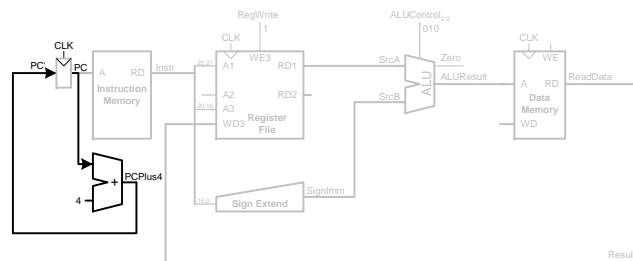 RegWrite
ALUControl2:0
CLK
1
010
CLK
CLK
PC'
PC
A RD
Instruction
Memory
Instr
25:21
A1
WE3
RD1
SrcA
Zero
WE
A2
RD2
20:16
A3
WD3
Register
File
SrcB
ALU
ALUResult
A RD
Data
Memory
WD
ReadData
PCPlus4
+
4
15:0
Sign Extend
SignImm
Resul